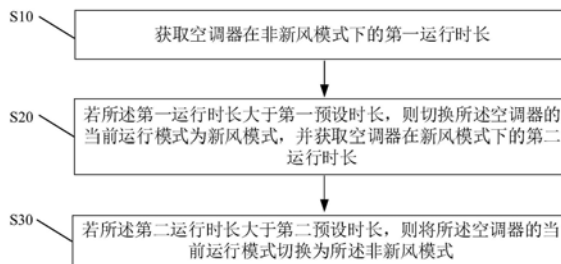 S10
获取空调器在非新风模式下的第一运行时长
S20
若所述第一运行时长大于第一预设时长，则切换所述空调器的
当前运行模式为新风模式，并获取空调器在新风模式下的第二
运行时长
S30
若所述第二运行时长大于第二预设时长，则将所述空调器的当
前运行模式切换为所述非新风模式